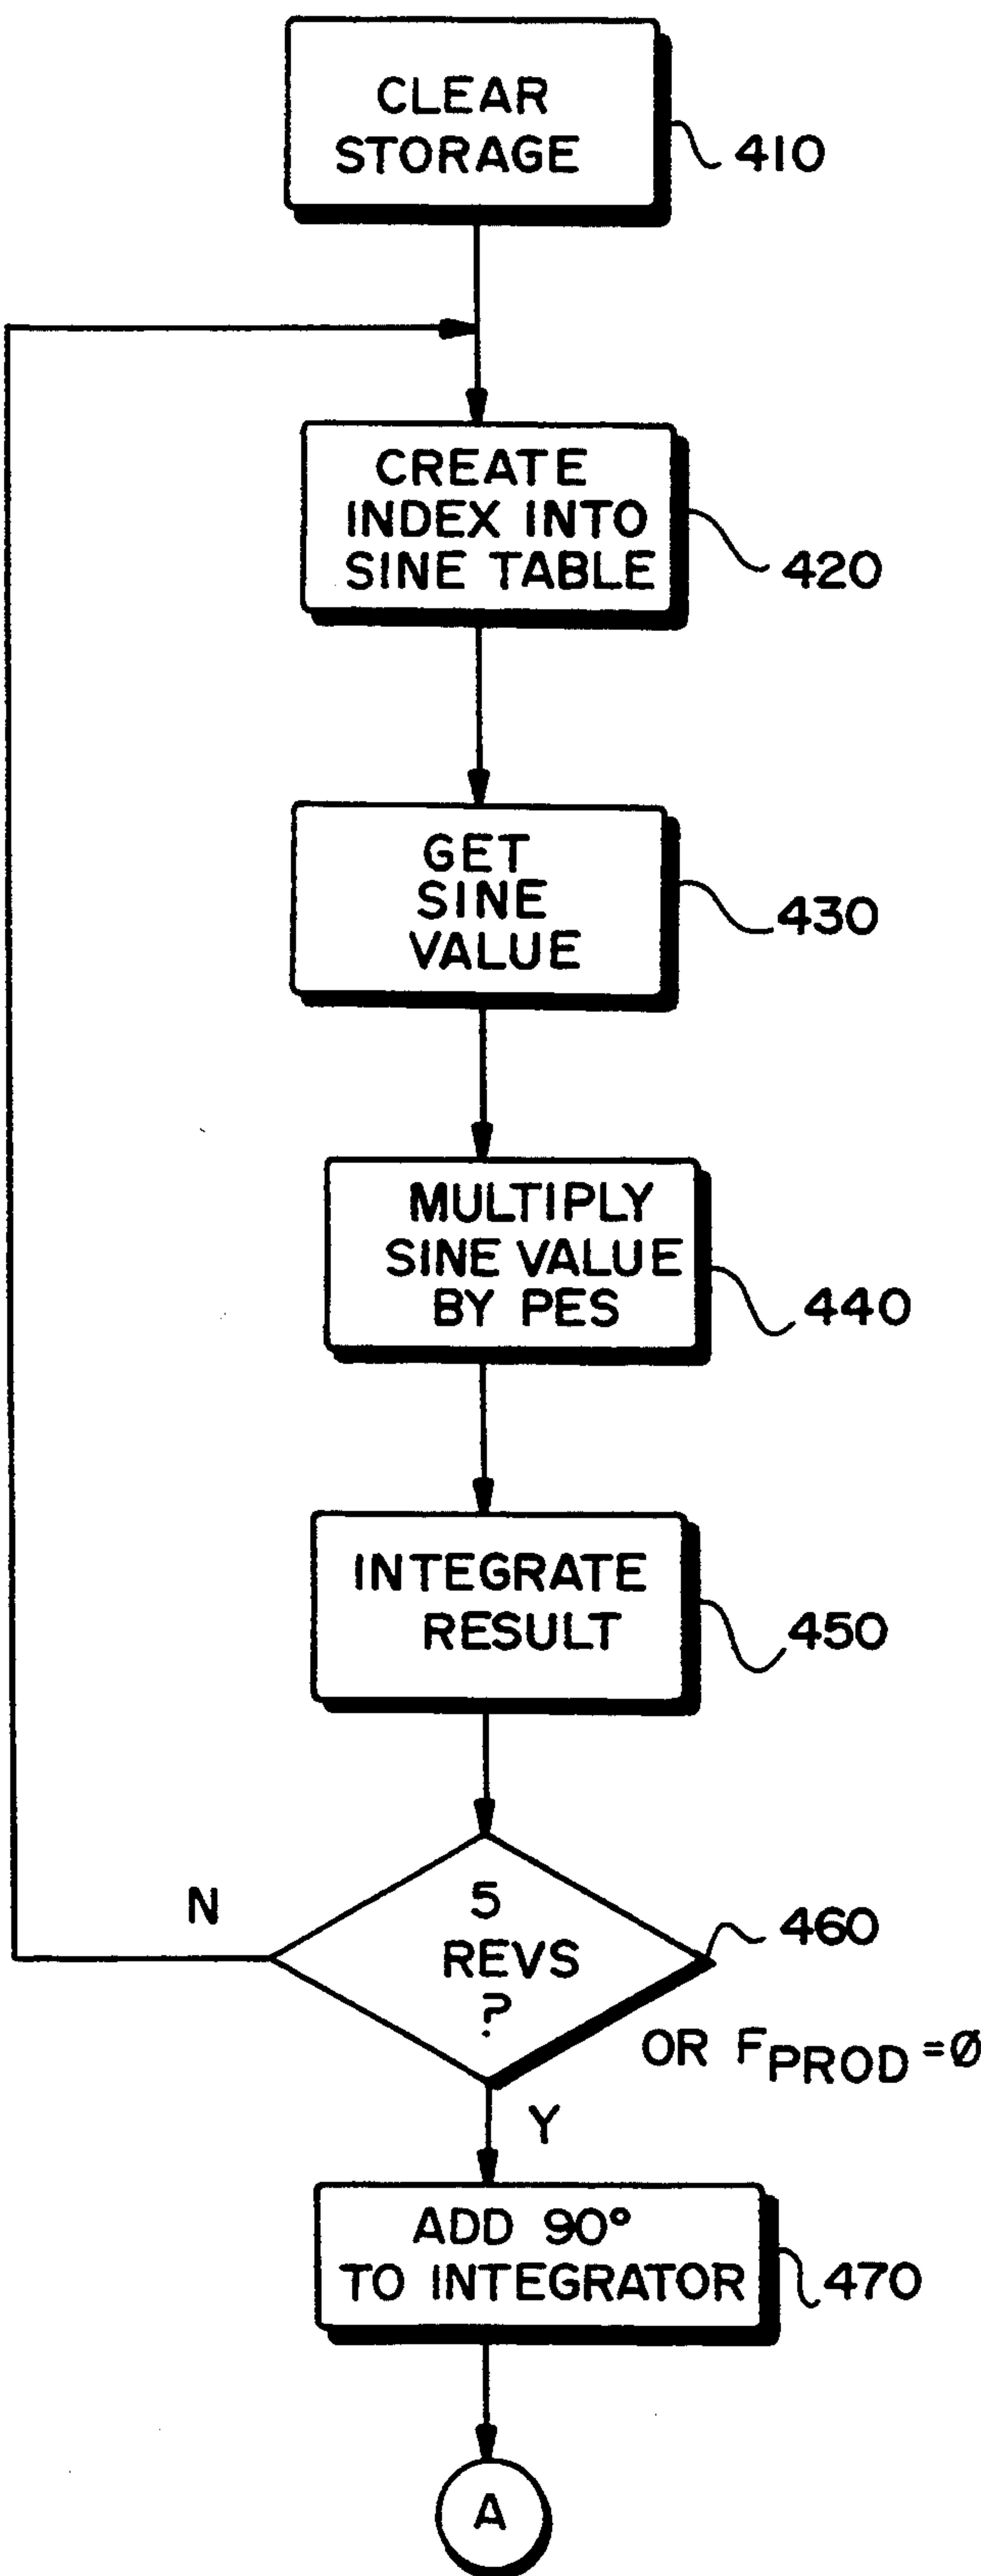 CLEAR
STORAGE
410
CREATE
INDEX INTO
SINE TABLE
420
GET
SINE
VALUE
430
MULTIPLY
SINE VALUE
BY PES
440
INTEGRATE
RESULT
450
N
5
REVS
?
460
OR FPROD=Ø
Y
ADD 90°
TO INTEGRATOR
470
A